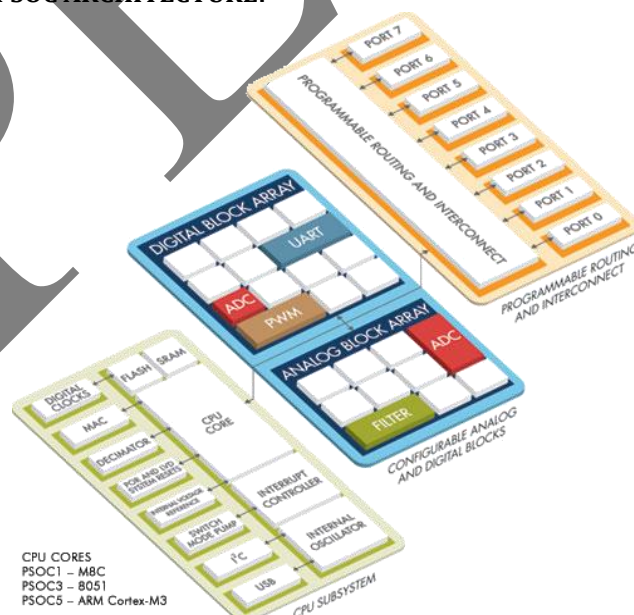 PSOC ARCHITECTURE:
PORT 7
PORT 6
PORT 5
PORT 4
PORT 3
PORT 2
PORT 1
PORT 0
PROGRAMMABLE ROUTING AND INTERCONNECT
PROGRAMMABLE ROUTING
AND INTERCONNECT
DIGITAL BLOCK ARRAY
UART
ADC
PWM
ANALOG BLOCK ARRAY
ADC
FILTER
CONFIGURABLE ANALOG
AND DIGITAL BLOCKS
FLASH
SRAM
DIGITAL
CLOCKS
MAC
DECIMATOR
POR AND LVD
SYSTEM RESETS
INTERNAL VOLTAGE
REFERENCE
SWITCH
MODE PUMP
I²C
USB
CPU
CORE
INTERRUPT
CONTROLLER
INTERNAL
OSCILLATOR
CPU SUBSYSTEM
CPU CORES
PSOC1 – M8C
PSOC3 – 8051
PSOC5 – ARM Cortex-M3